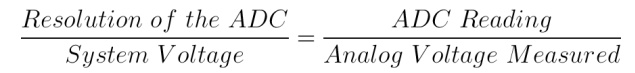 Resolution of the ADC = ADC Reading
System Voltage Analog Voltage Measured